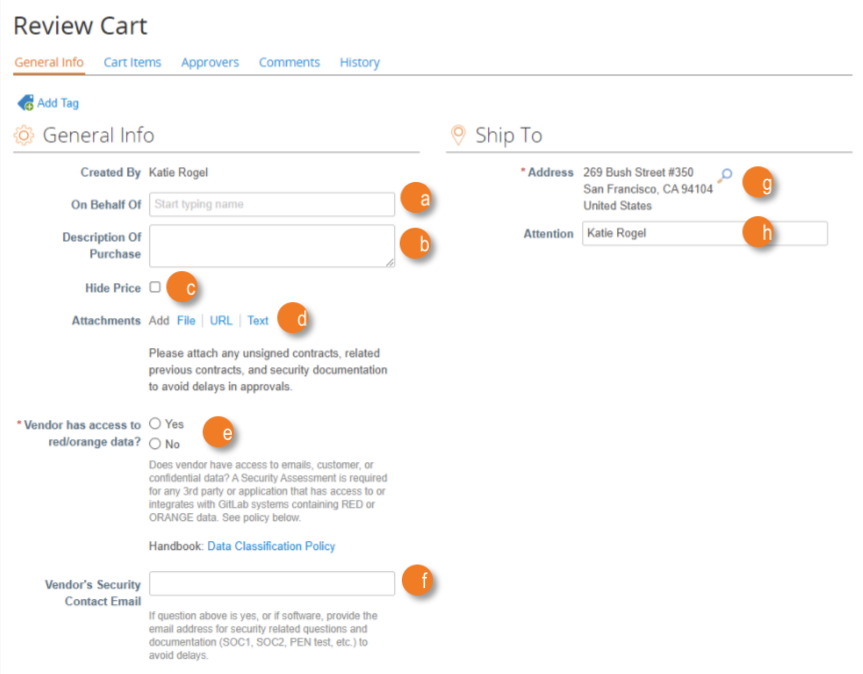 Review Cart
General Info Cart Items Approvers Comments History
Add Tag
General Info
Created By Katie Rogel
On Behalf Of Start typing name a
Description Of
Purchase b
Hide Price c
Attachments Add File | URL | Text d
Please attach any unsigned contracts, related
previous contracts, and security documentation
to avoid delays in approvals.
* Vendor has access to
red/orange data?
Yes
No
e
Does vendor have access to emails, customer, or
confidential data? A Security Assessment is required
for any 3rd party or application that has access to or
integrates with GitLab systems containing RED or
ORANGE data. See policy below.
Handbook: Data Classification Policy
Vendor's Security
Contact Email
f
If question above is yes, or if software, provide the
email address for security related questions and
documentation (SOC1, SOC2, PEN test, etc.) to
avoid delays.
Ship To
* Address 269 Bush Street #350
San Francisco, CA 94104
United States
g
Attention Katie Rogel h